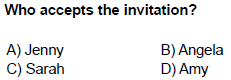 Who accepts the invitation?
A) Jenny B) Angela
C) Sarah D) Amy